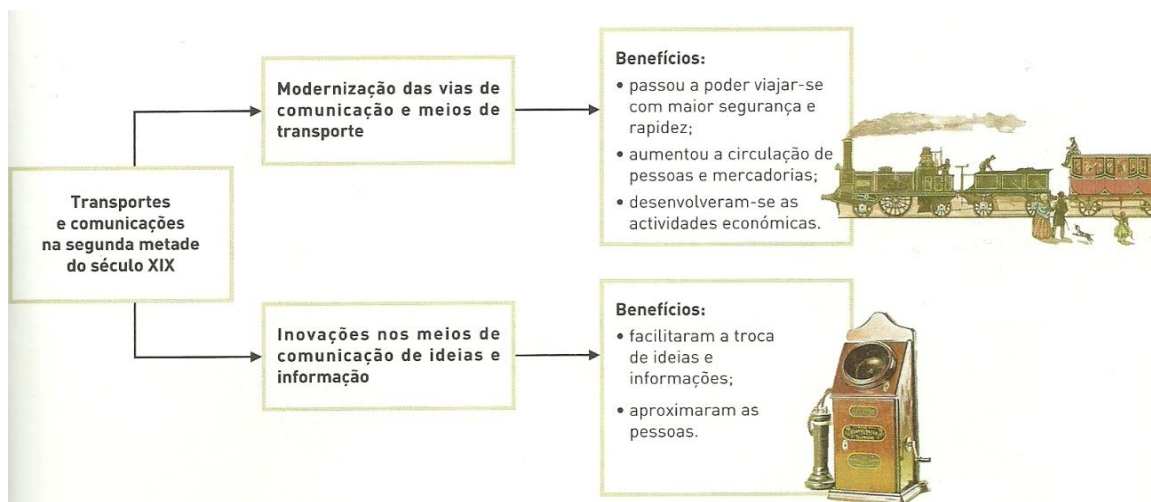 Transportes
e comunicações
na segunda metade
do século XIX
Modernização das vias de
comunicação e meios de
transporte
Benefícios:
• passou a poder viajar-se
com maior segurança e
rapidez;
• aumentou a circulação de
pessoas e mercadorias;
• desenvolveram-se as
actividades económicas.
Inovações nos meios de
comunicação de ideias e
informação
Benefícios:
• facilitaram a troca
de ideias e
informações;
• aproximaram as
pessoas.